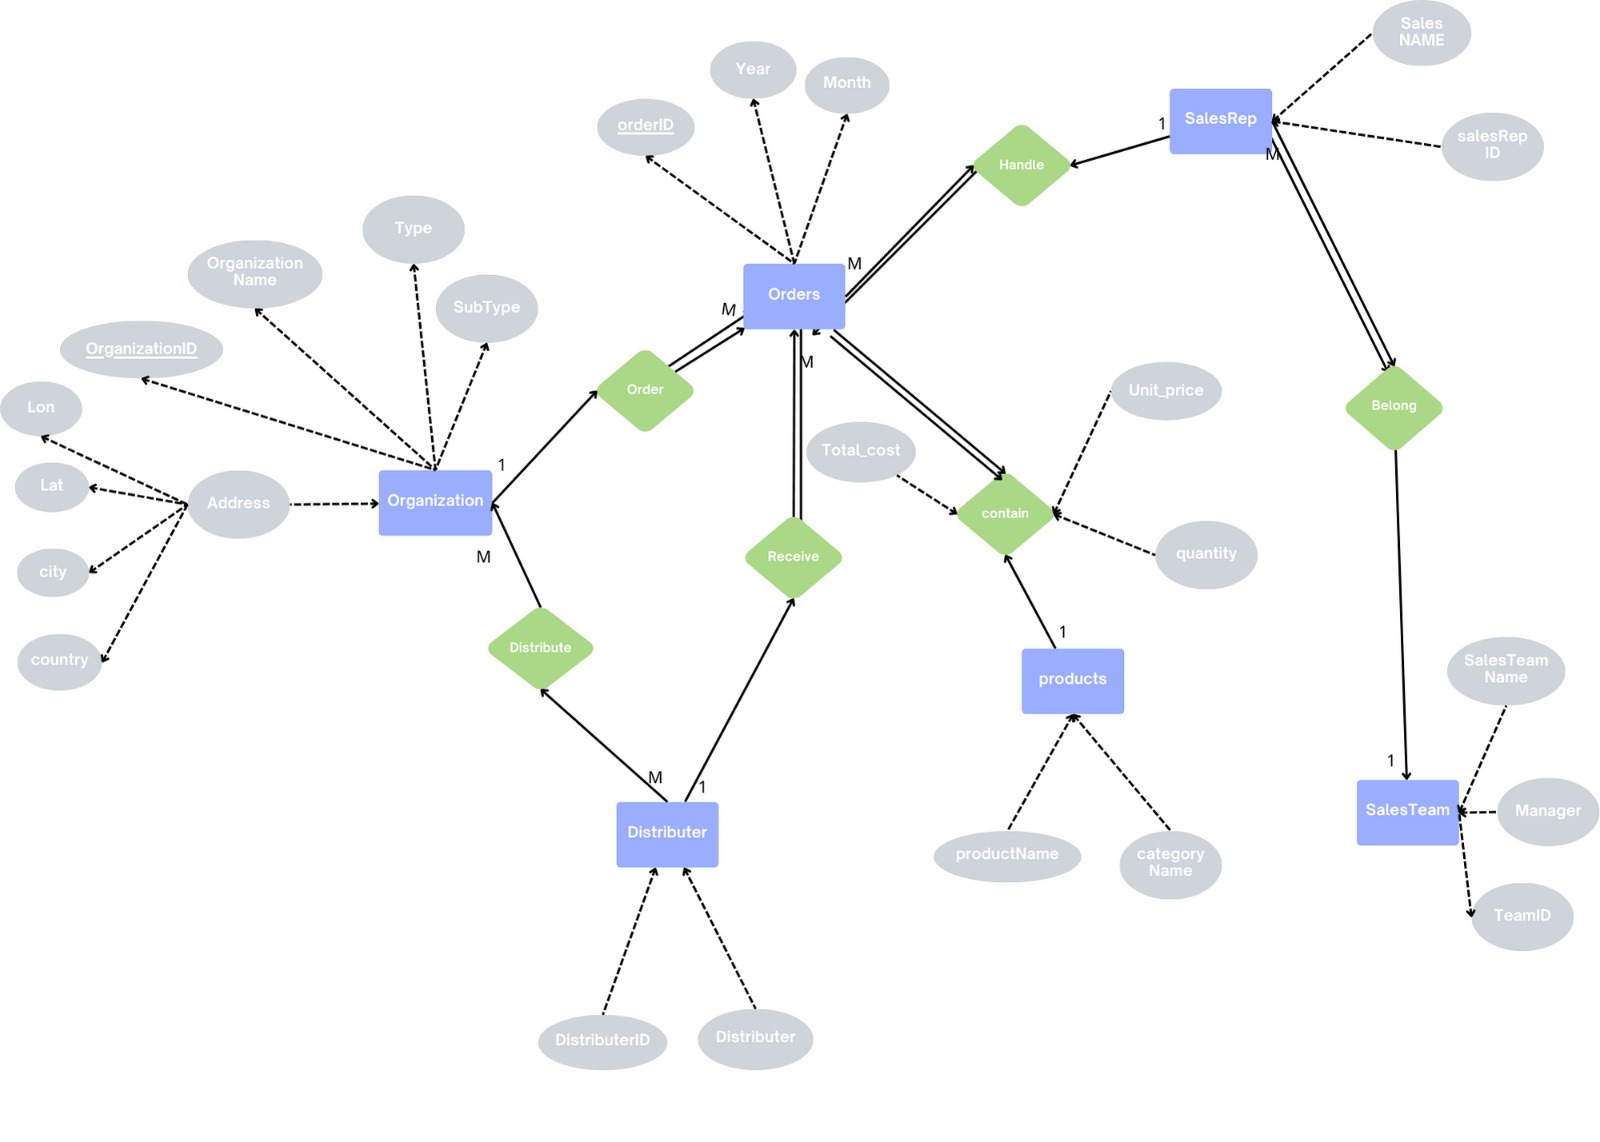 Sales
NAME
Year
Month
orderID
SalesRep
1
salesRep
ID
M
Handle
Type
Organization
Name
SubType
M
Orders
M
OrganizationID
M
Order
Unit_price
Lon
Belong
Total_cost
1
Lat
Address
Organization
contain
M
Receive
quantity
city
1
country
Distribute
products
SalesTeam
Name
1
M
1
SalesTeam
Manager
Distributer
productName
category
Name
TeamID
DistributerID
Distributer